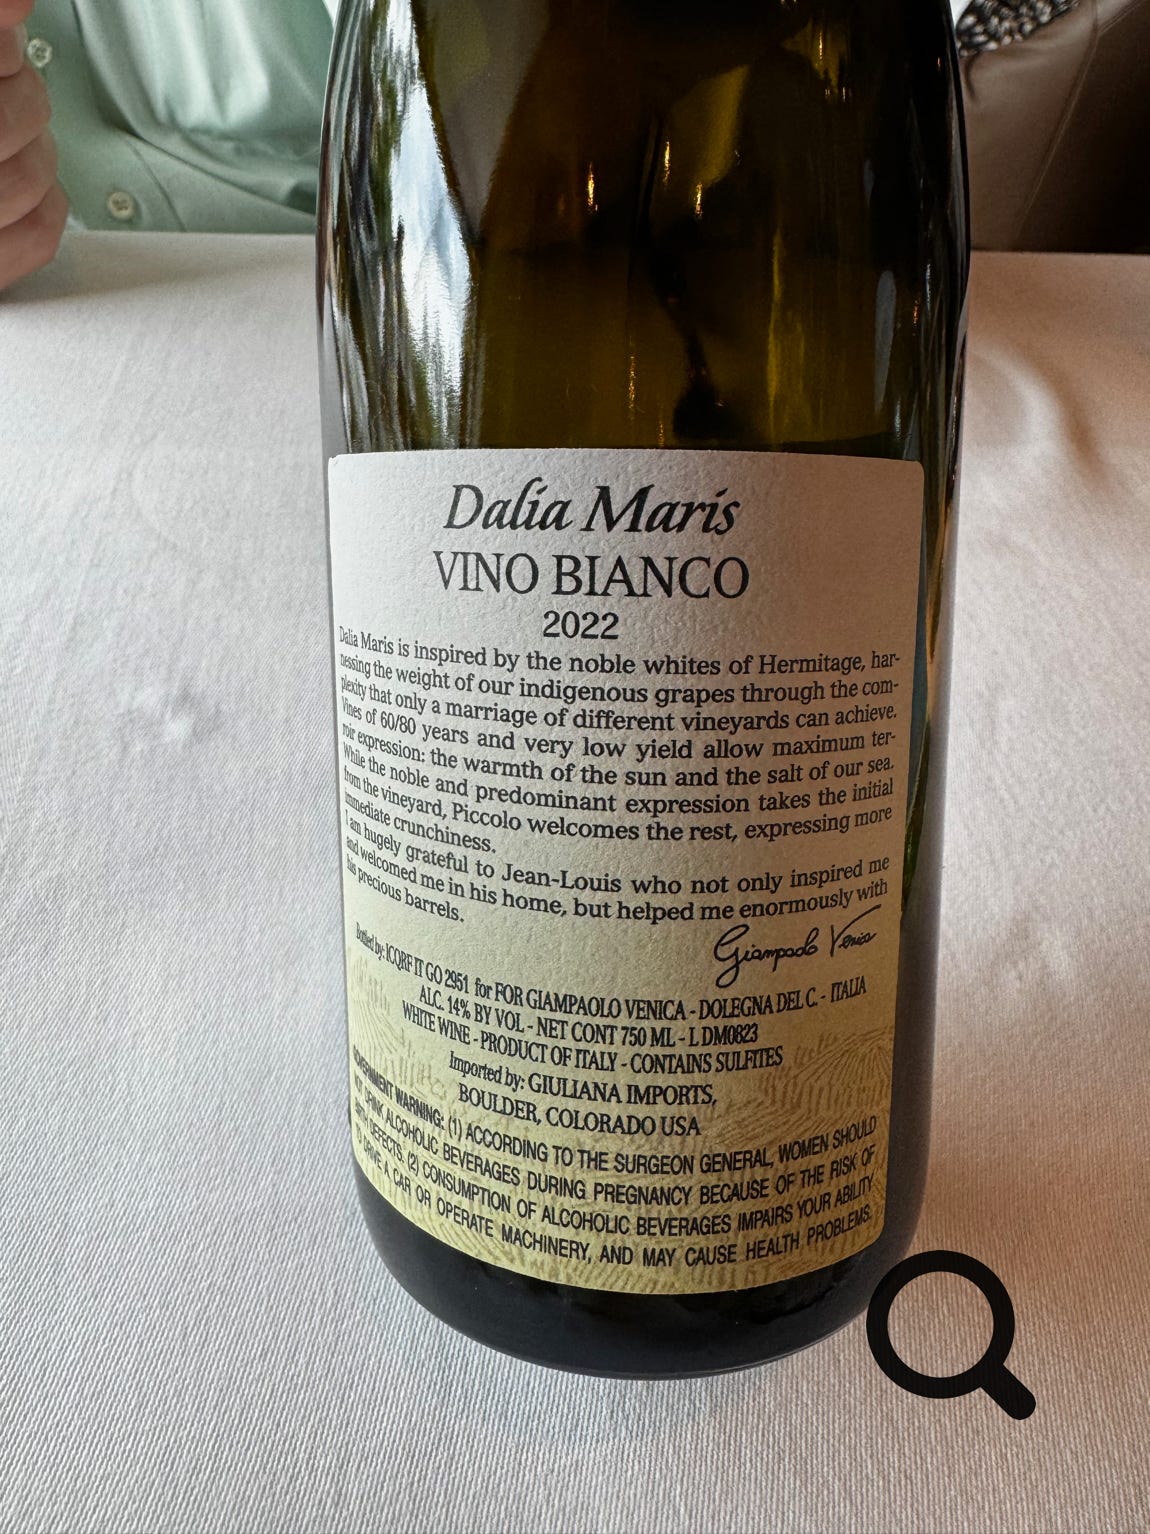 Dalia Maris
VINO BIANCO
2022
Dalia Maris is inspired by the noble whites of Hermitage, har-
nessing the weight of our indigenous grapes through the com-
plexity that only a marriage of different vineyards can achieve.
Vines of 60/80 years and very low yield allow maximum ter-
roir expression: the warmth of the sun and the salt of our sea.
While the noble and predominant expression takes the initial
from the vineyard, Piccolo welcomes the rest, expressing more
immediate crunchiness.
I am hugely grateful to Jean-Louis who not only inspired me
and welcomed me in his home, but helped me enormously with
his precious barrels.
Giampaolo Venica
Bottled by: ICQRF IT GO 2951 for FOR GIAMPAOLO VENICA - DOLEGNA DEL C. - ITALIA
ALC. 14% BY VOL - NET CONT 750 ML - L DM0823
WHITE WINE - PRODUCT OF ITALY - CONTAINS SULFITES
Imported by: GIULIANA IMPORTS,
BOULDER, COLORADO USA
GOVERNMENT WARNING: (1) ACCORDING TO THE SURGEON GENERAL, WOMEN SHOULD
NOT DRINK ALCOHOLIC BEVERAGES DURING PREGNANCY BECAUSE OF THE RISK OF
BIRTH DEFECTS. (2) CONSUMPTION OF ALCOHOLIC BEVERAGES IMPAIRS YOUR ABILITY
TO DRIVE A CAR OR OPERATE MACHINERY, AND MAY CAUSE HEALTH PROBLEMS.